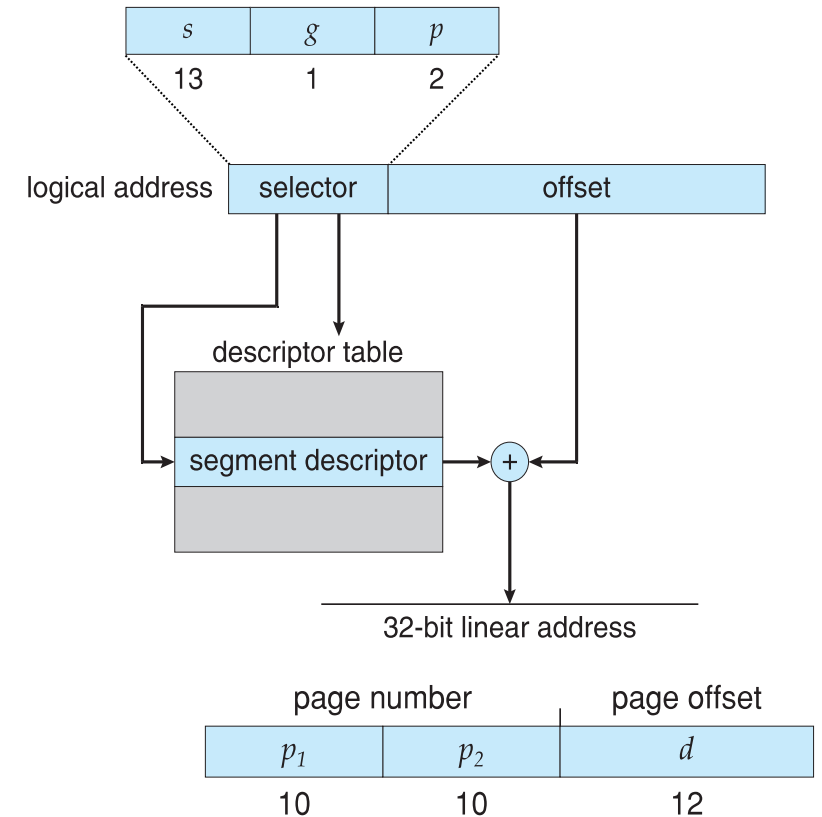 s g p
13 1 2
logical address selector offset
descriptor table
segment descriptor +
32-bit linear address
page number page offset
p1 p2 d
10 10 12